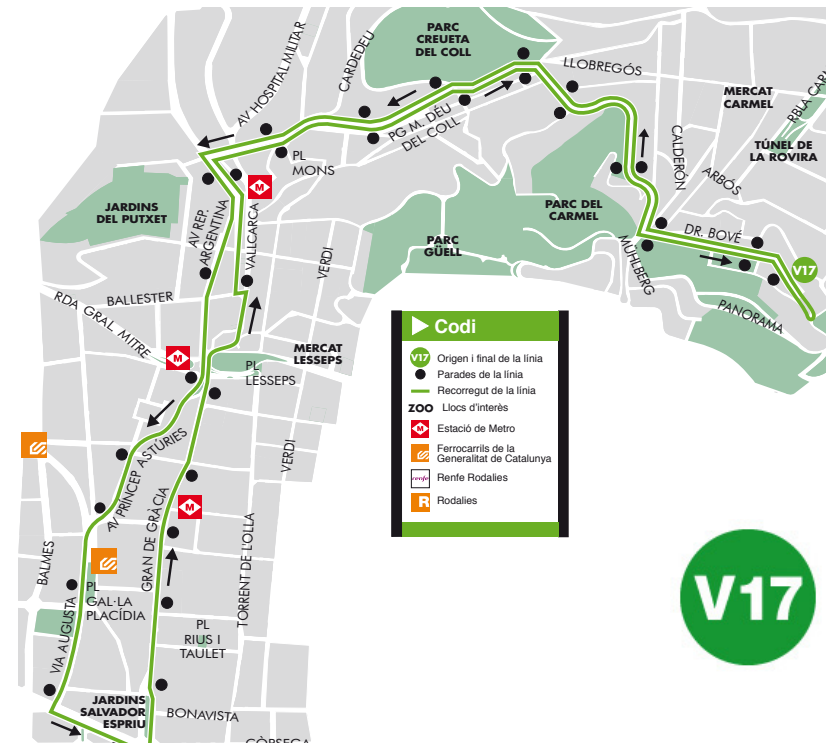 PARC
CREUETA
DEL COLL
AV HOSPITAL MILITAR
CARDEDEU
LLOBREGÓS
MERCAT
CARMEL
RBLA CARM
TÚNEL DE
LA ROVIRA
PG M. DÉU
DEL COLL
CALDERÓN
ARBÓS
PL
MONS
M
JARDINS
DEL PUTXET
AV REP.
ARGENTINA
VALLCARCA
VERDI
PARC
GÜELL
PARC DEL
CARMEL
MÜHLBERG
DR. BOVÉ
V17
PANORAMA
BALLESTER
RDA GRAL. MITRE
M
MERCAT
LESSEPS
PL
LESSEPS
Codi
V17 Origen i final de la línia
Parades de la línia
Recorregut de la línia
ZOO Llocs d'interès
M Estació de Metro
Ferrocarrils de la
Generalitat de Catalunya
renfe Renfe Rodalies
R Rodalies
AV PRÍNCEP ASTÚRIES
GRAN DE GRÀCIA
M
VERDI
TORRENT DE L'OLLA
BALMES
VIA AUGUSTA
PL
GAL·LA
PLACÍDIA
PL
RIUS I
TAULET
V17
JARDINS
SALVADOR
ESPRIU
BONAVISTA
CÒRSEGA